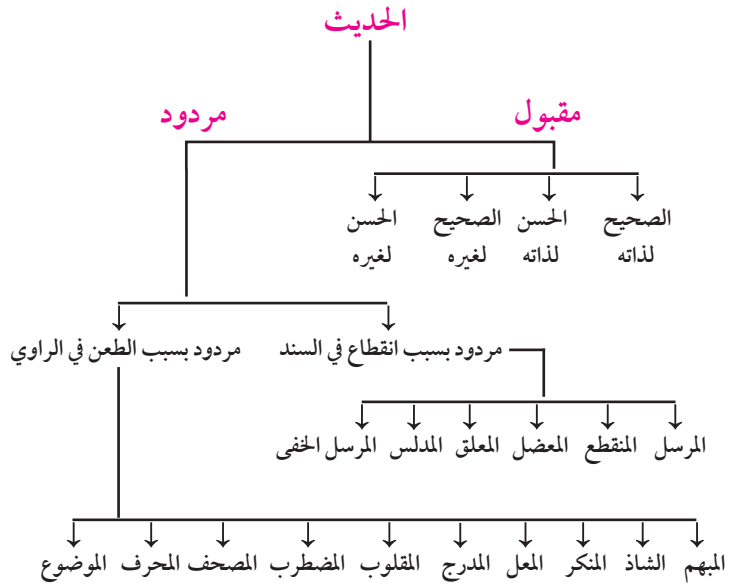 الحديث
مقبول مردود
الصحيح الحسن الصحيح الحسن
لذاته لذاته لغيره لغيره
مردود بسبب انقطاع في السند مردود بسبب الطعن في الراوي
المرسل المنقطع المعضل المعلق المدلس المرسل الخفى
المبهم الشاذ المنكر المعل المدرج المقلوب المضطرب المصحف المحرف الموضوع